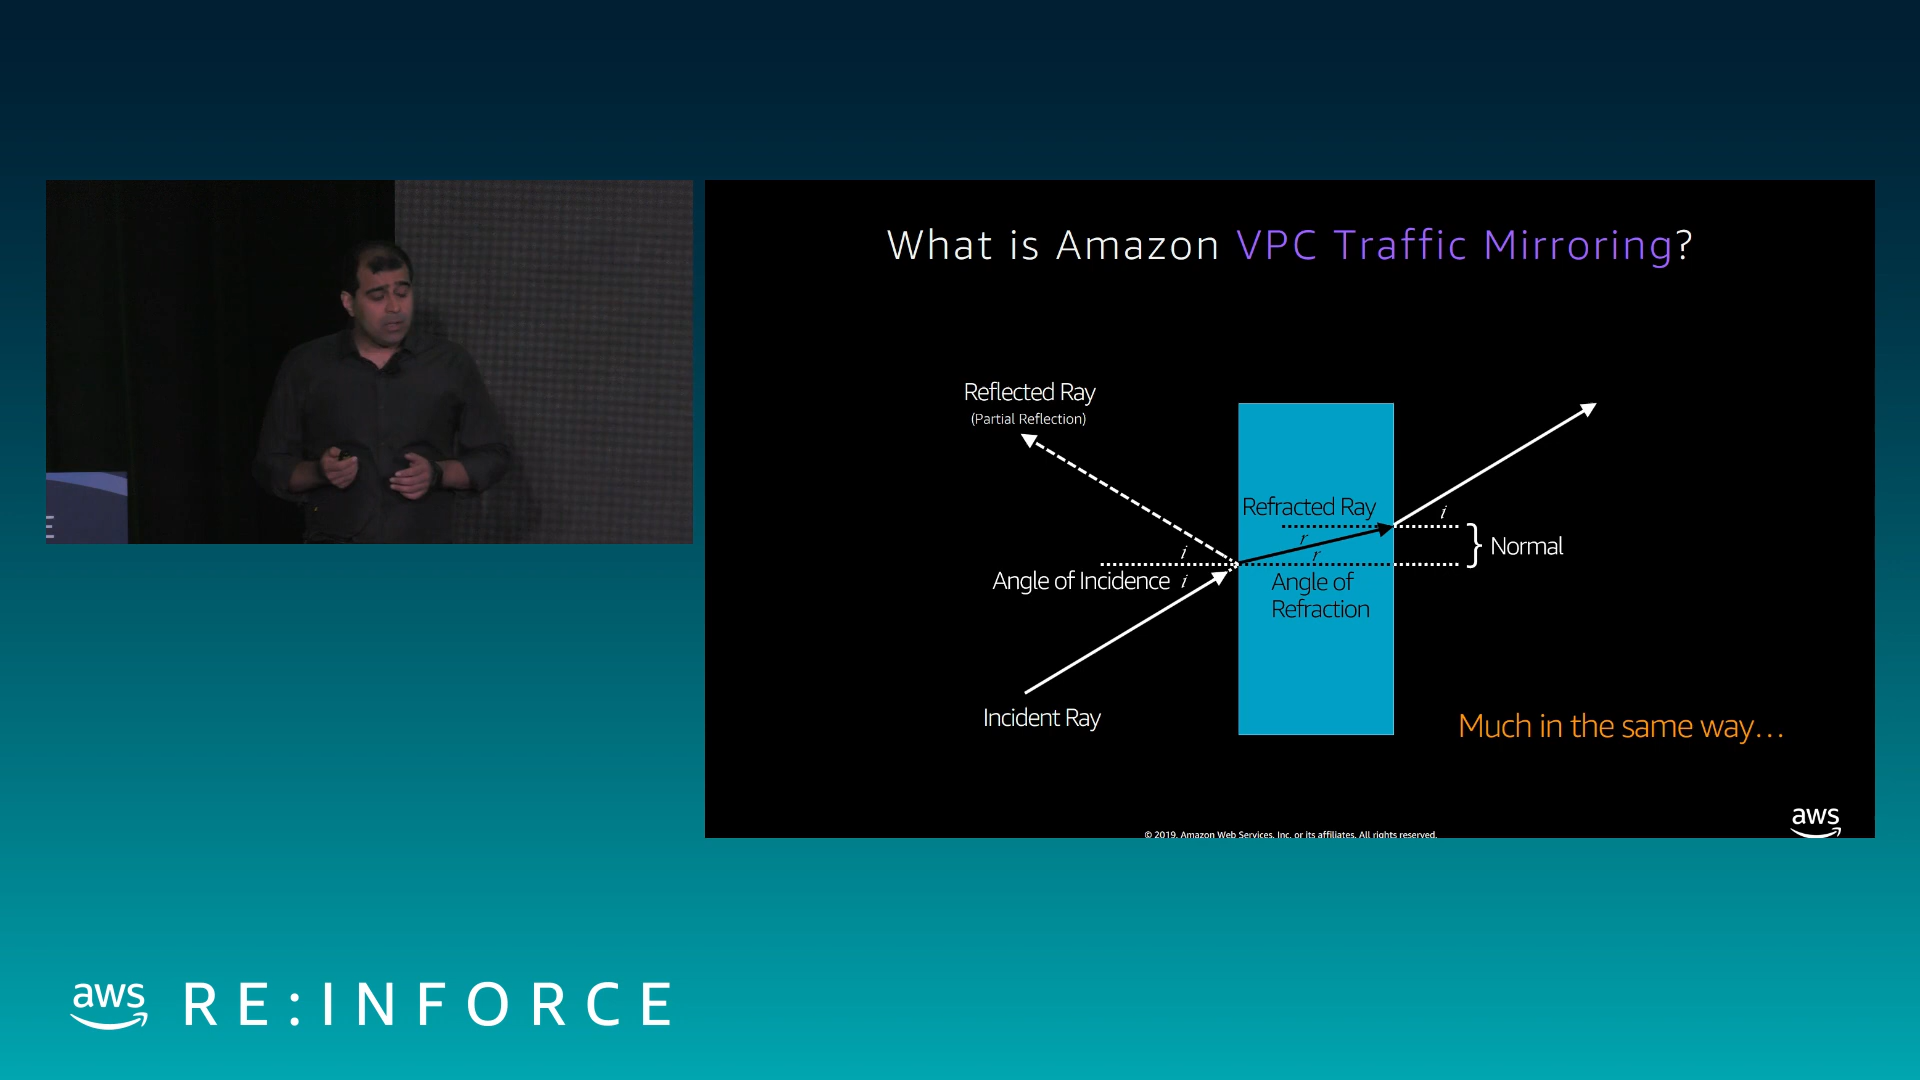 What is Amazon VPC Traffic Mirroring?
Reflected Ray
(Partial Reflection)
Refracted Ray
i
r
r
Normal
i
Angle of Incidence i
Angle of
Refraction
Incident Ray
Much in the same way...
aws
© 2019, Amazon Web Services, Inc. or its affiliates. All rights reserved.
aws RE:INFORCE